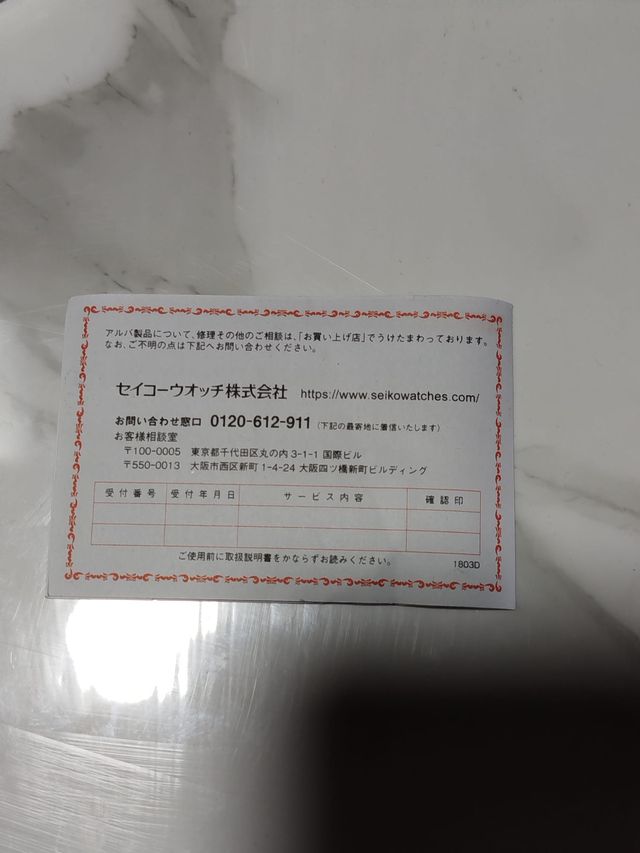 アルバ製品について、修理その他のご相談は、「お買い上げ店」でうけたまわっております。
なお、ご不明の点は下記へお問い合わせください。
セイコーウオッチ株式会社 https://www.seikowatches.com/
お問い合わせ窓口 0120-612-911 (下記の最寄地に着信いたします)
お客様相談室
〒100-0005 東京都千代田区丸の内 3-1-1 国際ビル
〒550-0013 大阪市西区新町 1-4-24 大阪四ツ橋新町ビルディング
受付番号 受付年月日 サービス内容 確認印
ご使用前に取扱説明書をかならずお読みください。
1803D